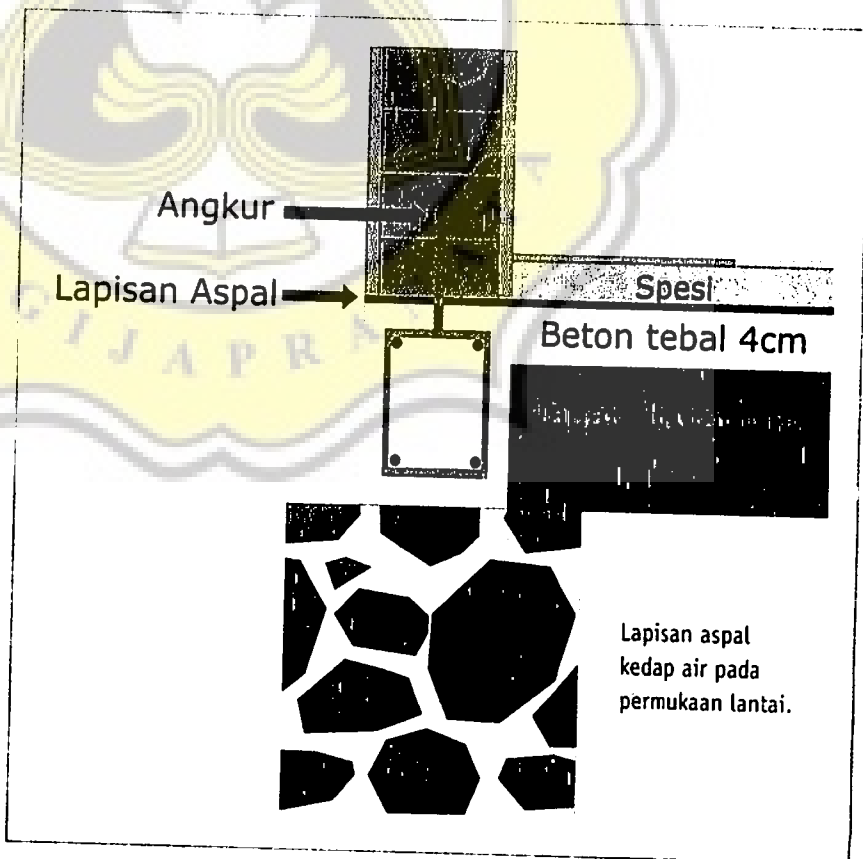 Angkur
Lapisan Aspal
Spesi
Beton tebal 4cm
Lapisan aspal
kedap air pada
permukaan lantai.